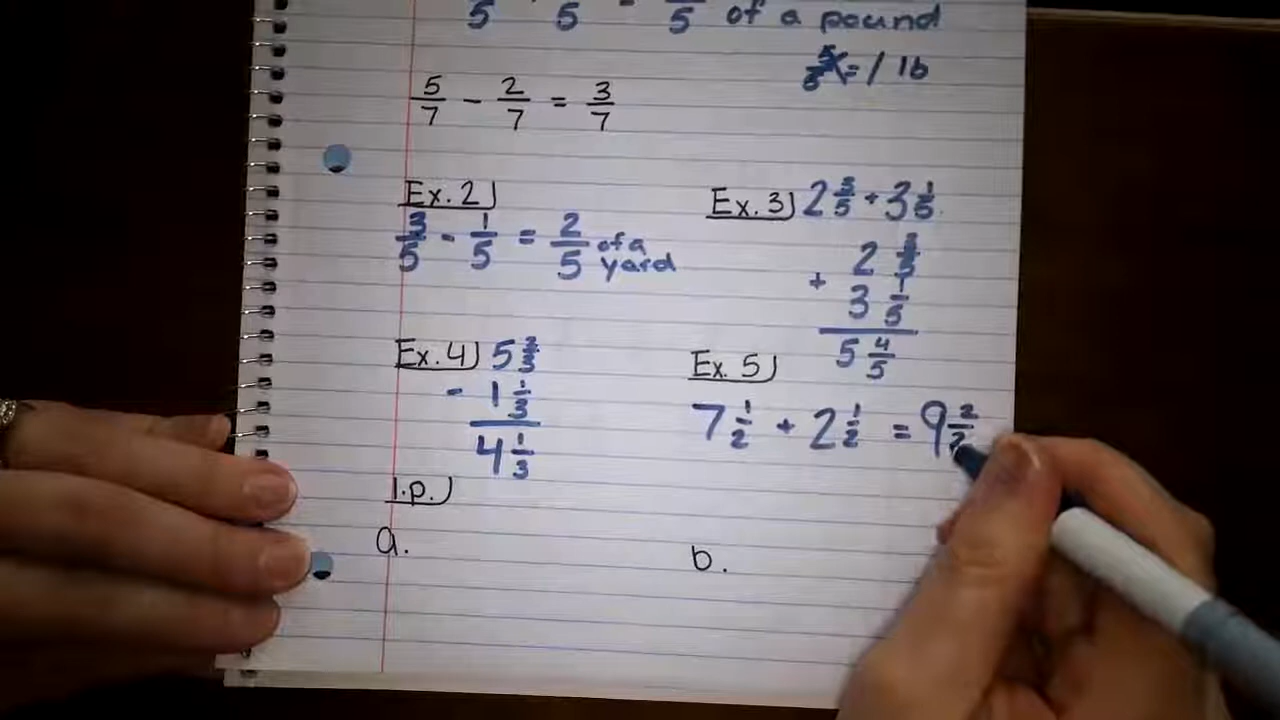 5 5 5 of a pound
5/5 = 1 lb
5/7 - 2/7 = 3/7
Ex. 2)
3/5 - 1/5 = 2/5 of a yard
Ex. 3) 2 3/5 + 3 1/5
2 3/5
+ 3 1/5
5 4/5
Ex. 4) 5 2/3
- 1 1/3
4 1/3
Ex. 5)
7 1/2 + 2 1/2 = 9 2/2
1.p.)
a.
b.